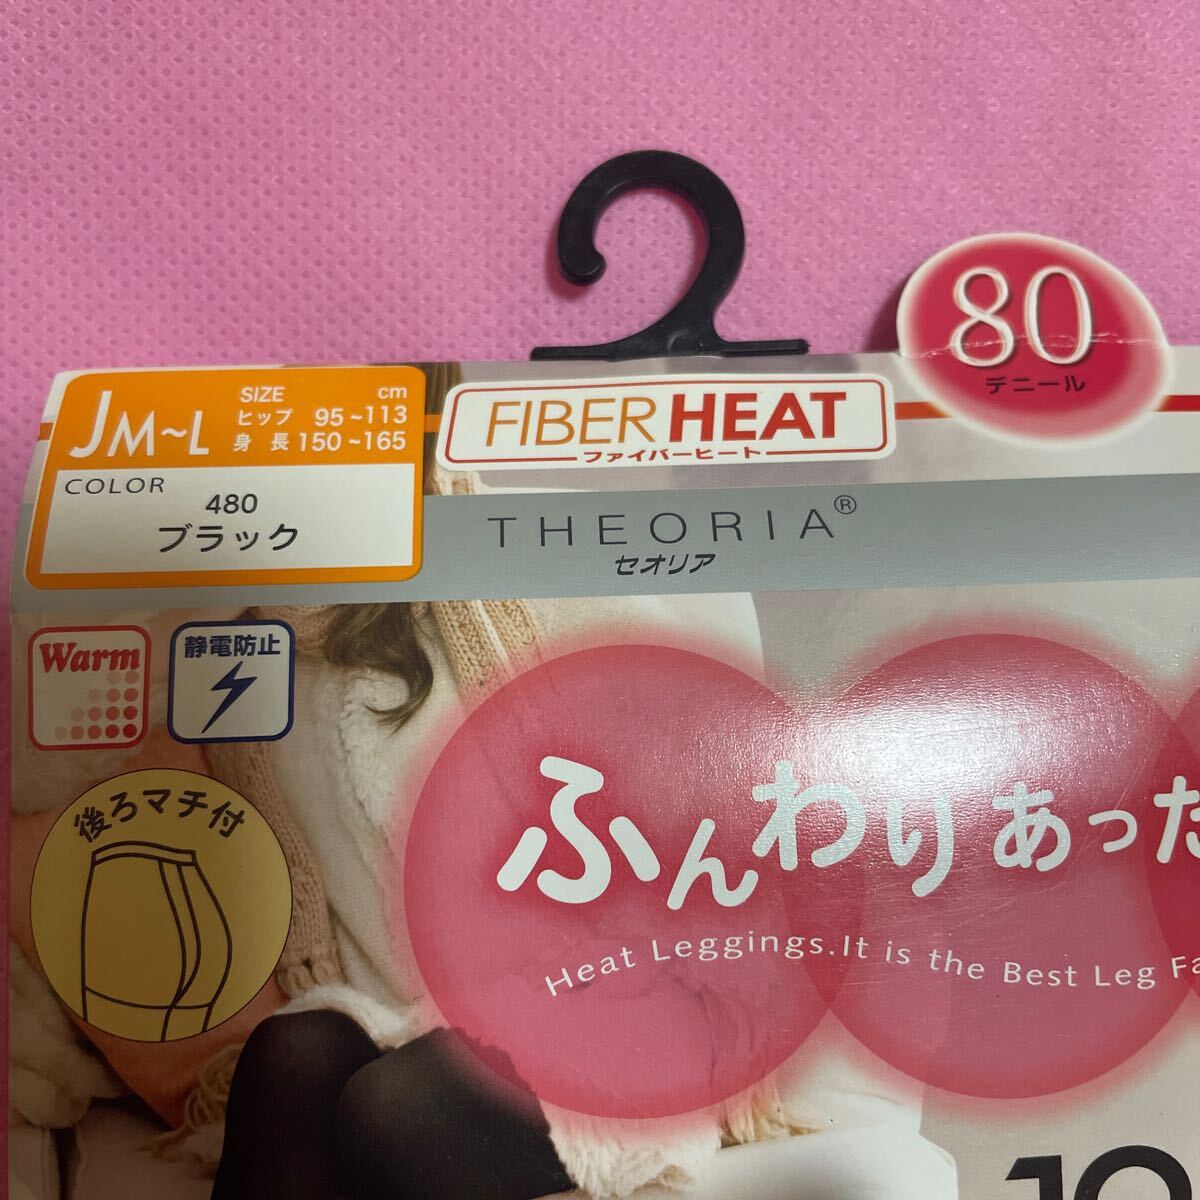 80
デニール
JM~L
SIZE cm
ヒップ 95~113
身長 150~165
COLOR
480
ブラック
FIBER HEAT
ファイバーヒート
THEORIA®
セオリア
Warm
静電防止
後ろマチ付
ふんわりあった
Heat Leggings.It is the Best Leg Fa